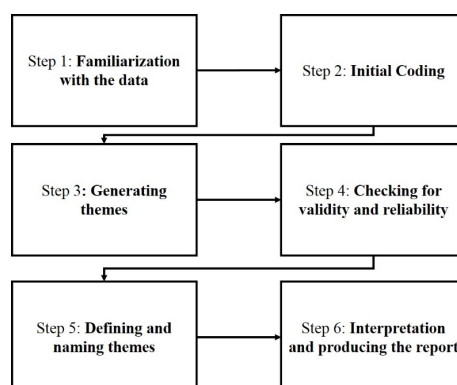 Step 1: Familiarization
with the data
Step 2: Initial Coding
Step 3: Generating
themes
Step 4: Checking for
validity and reliability
Step 5: Defining and
naming themes
Step 6: Interpretation
and producing the report